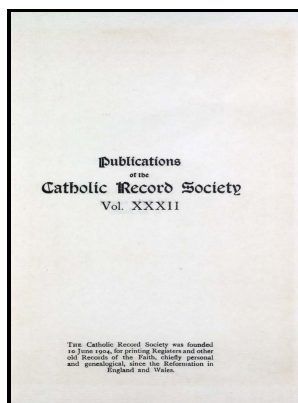 Publications
of the
Catholic Record Society
Vol. XXXII
THE Catholic Record Society was founded
10 June 1904, for printing Registers and other
old Records of the Faith, chiefly personal
and genealogical, since the Reformation in
England and Wales.